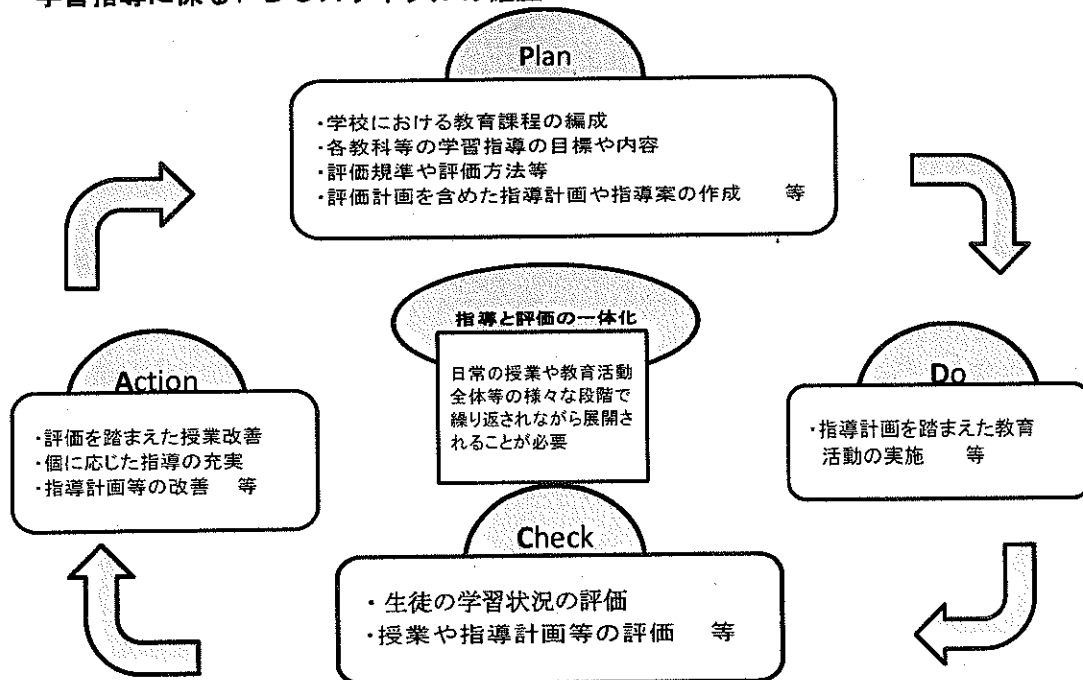 Plan
・学校における教育課程の編成
・各教科等の学習指導の目標や内容
・評価規準や評価方法等
・評価計画を含めた指導計画や指導案の作成　等
指導と評価の一体化
日常の授業や教育活動
全体等の様々な段階で
繰り返されながら展開さ
れることが必要
Action
・評価を踏まえた授業改善
・個に応じた指導の充実
・指導計画等の改善　等
Do
・指導計画を踏まえた教育
活動の実施　等
Check
・生徒の学習状況の評価
・授業や指導計画等の評価　等